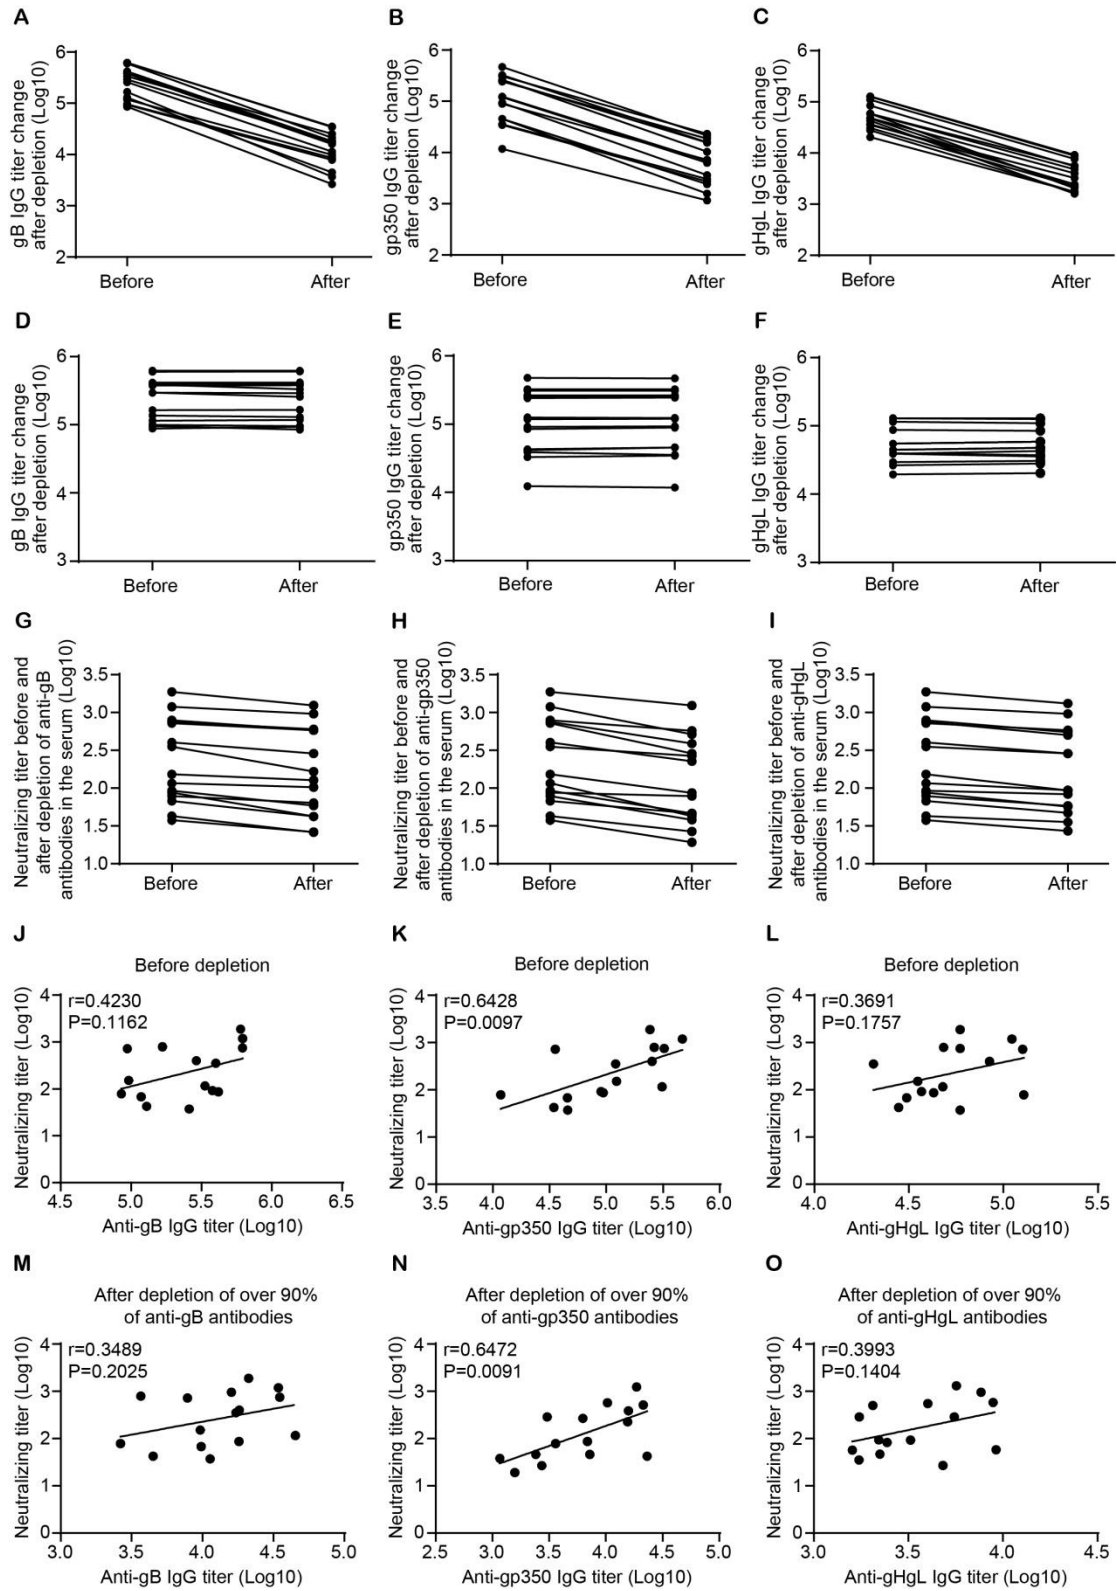 A
B
C
gB IgG titer change
after depletion (Log10)
6
5
4
3
2
Before
After
gp350 IgG titer change
after depletion (Log10)
6
5
4
3
2
Before
After
gHgL IgG titer change
after depletion (Log10)
6
5
4
3
2
Before
After
D
E
F
gB IgG titer change
after depletion (Log10)
6
5
4
3
Before
After
gp350 IgG titer change
after depletion (Log10)
6
5
4
3
Before
After
gHgL IgG titer change
after depletion (Log10)
6
5
4
3
Before
After
G
H
I
Neutralizing titer before and
after depletion of anti-gB
antibodies in the serum (Log10)
3.5
3.0
2.5
2.0
1.5
1.0
Before
After
Neutralizing titer before and
after depletion of anti-gp350
antibodies in the serum (Log10)
3.5
3.0
2.5
2.0
1.5
1.0
Before
After
Neutralizing titer before and
after depletion of anti-gHgL
antibodies in the serum (Log10)
3.5
3.0
2.5
2.0
1.5
1.0
Before
After
J
Before depletion
r=0.4230
P=0.1162
Neutralizing titer (Log10)
4
3
2
1
0
4.5
5.0
5.5
6.0
6.5
Anti-gB IgG titer (Log10)
K
Before depletion
r=0.6428
P=0.0097
Neutralizing titer (Log10)
4
3
2
1
0
3.5
4.0
4.5
5.0
5.5
6.0
Anti-gp350 IgG titer (Log10)
L
Before depletion
r=0.3691
P=0.1757
Neutralizing titer (Log10)
4
3
2
1
0
4.0
4.5
5.0
5.5
Anti-gHgL IgG titer (Log10)
M
After depletion of over 90%
of anti-gB antibodies
r=0.3489
P=0.2025
Neutralizing titer (Log10)
4
3
2
1
0
3.0
3.5
4.0
4.5
5.0
Anti-gB IgG titer (Log10)
N
After depletion of over 90%
of anti-gp350 antibodies
r=0.6472
P=0.0091
Neutralizing titer (Log10)
4
3
2
1
0
2.5
3.0
3.5
4.0
4.5
5.0
Anti-gp350 IgG titer (Log10)
O
After depletion of over 90%
of anti-gHgL antibodies
r=0.3993
P=0.1404
Neutralizing titer (Log10)
4
3
2
1
0
3.0
3.5
4.0
4.5
Anti-gHgL IgG titer (Log10)